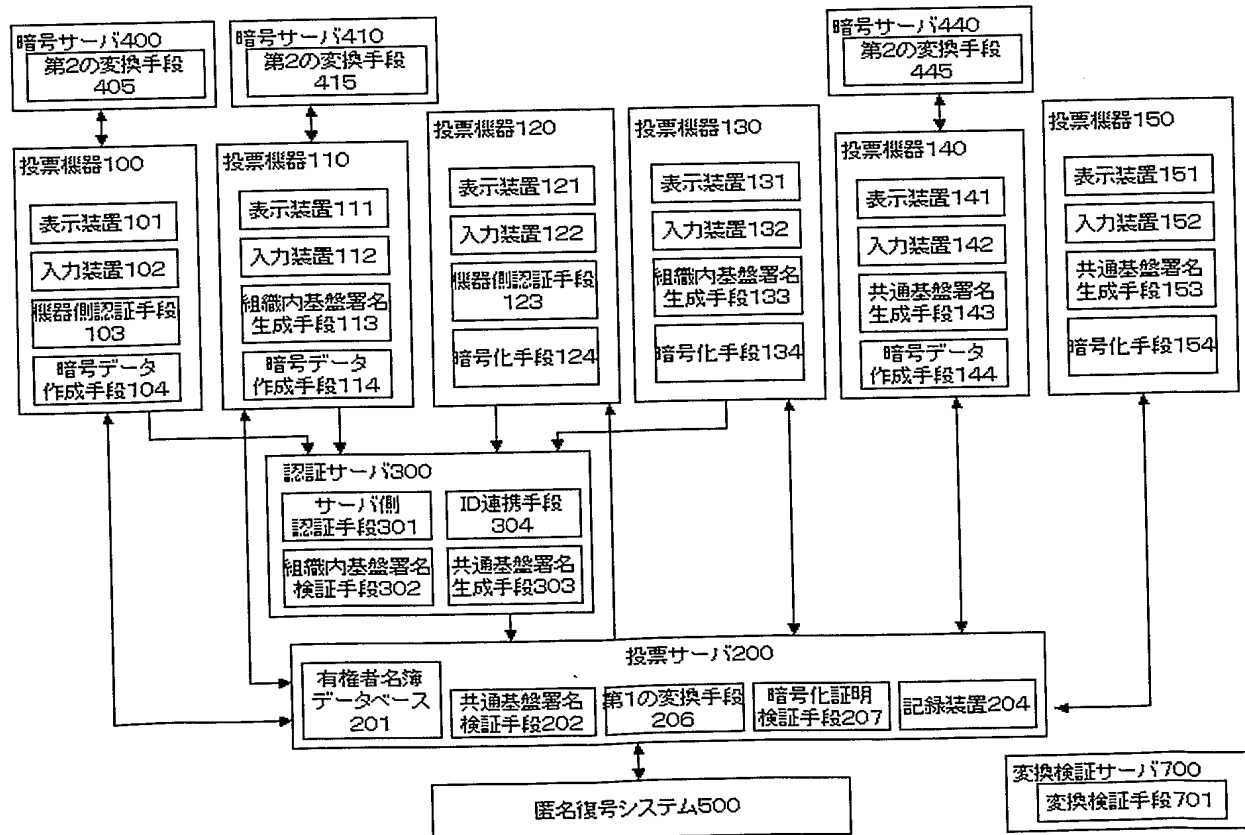 暗号サーバ400
第2の変換手段
405
暗号サーバ410
第2の変換手段
415
暗号サーバ440
第2の変換手段
445
投票機器100
表示装置101
入力装置102
機器側認証手段
103
暗号データ
作成手段104
投票機器110
表示装置111
入力装置112
組織内基盤署名
生成手段113
暗号データ
作成手段114
投票機器120
表示装置121
入力装置122
機器側認証手段
123
暗号化手段124
投票機器130
表示装置131
入力装置132
組織内基盤署名
生成手段133
暗号化手段134
投票機器140
表示装置141
入力装置142
共通基盤署名
生成手段143
暗号データ
作成手段144
投票機器150
表示装置151
入力装置152
共通基盤署名
生成手段153
暗号化手段154
認証サーバ300
サーバ側
認証手段301
ID連携手段
304
組織内基盤署名
検証手段302
共通基盤署名
生成手段303
投票サーバ200
有権者名簿
データベース
201
共通基盤署名
検証手段202
第1の変換手段
206
暗号化証明
検証手段207
記録装置204
匿名復号システム500
変換検証サーバ700
変換検証手段701